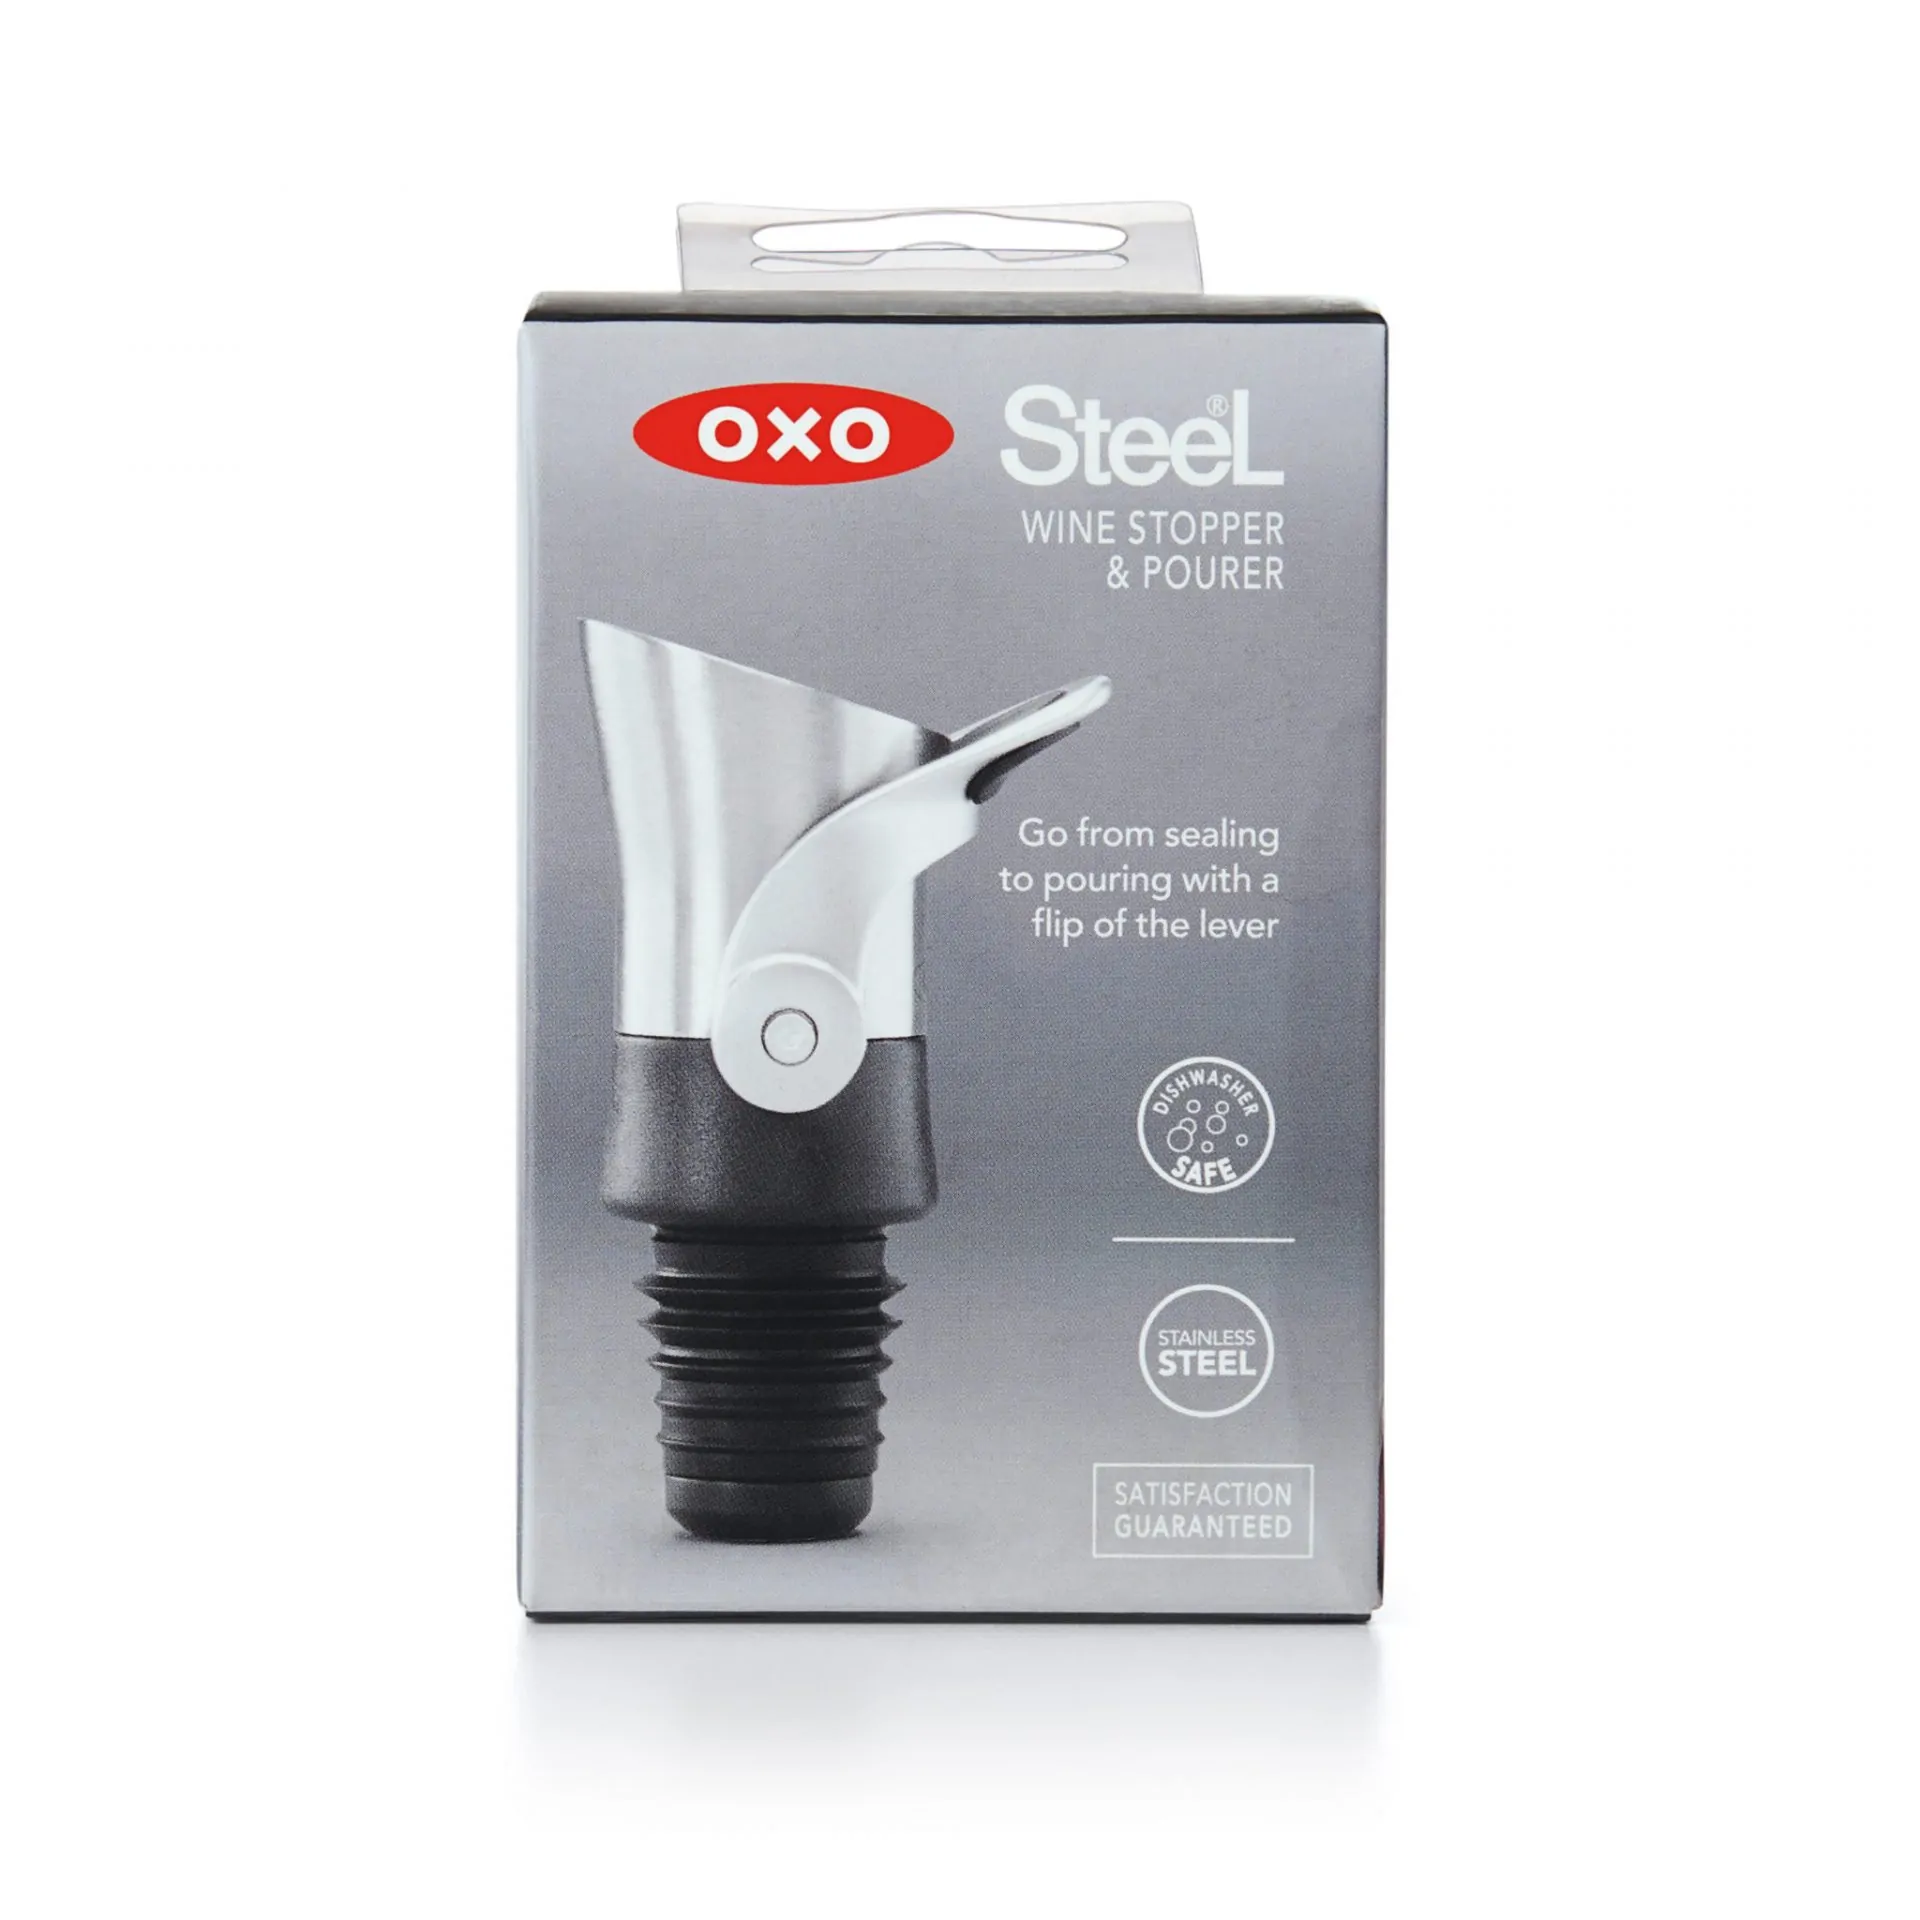 OXO
SteeL®
WINE STOPPER
& POURER
Go from sealing
to pouring with a
flip of the lever
DISHWASHER
SAFE
STAINLESS
STEEL
SATISFACTION
GUARANTEED